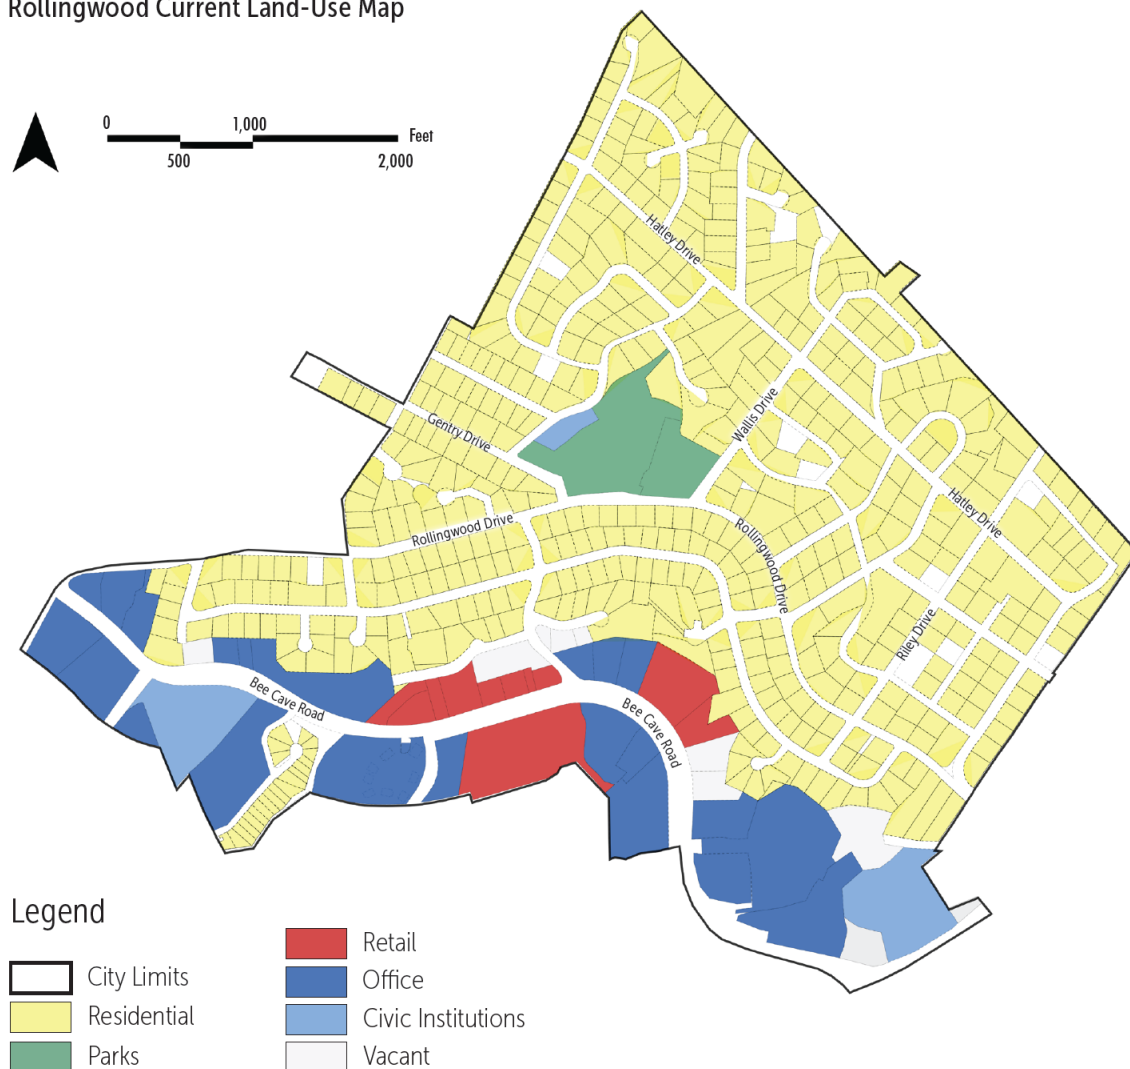 Rollingwood Current Land-Use Map
0
1,000
Feet
500
2,000
Hatley Drive
Wallis Drive
Gentry Drive
Hatley Drive
Rollingwood Drive
Rollingwood Drive
Riley Drive
Bee Cave Road
Bee Cave Road
Legend
City Limits
Residential
Parks
Retail
Office
Civic Institutions
Vacant